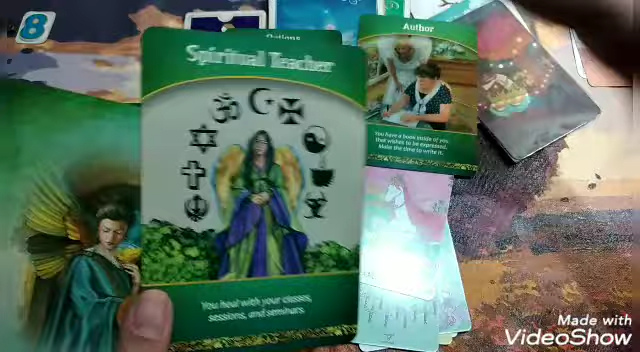 8
Options
Spiritual Teacher
You heal with your classes,
sessions, and seminars.
Author
You have a book inside of you
that wishes to be expressed.
Make the time to write it.
Made with
VideoShow